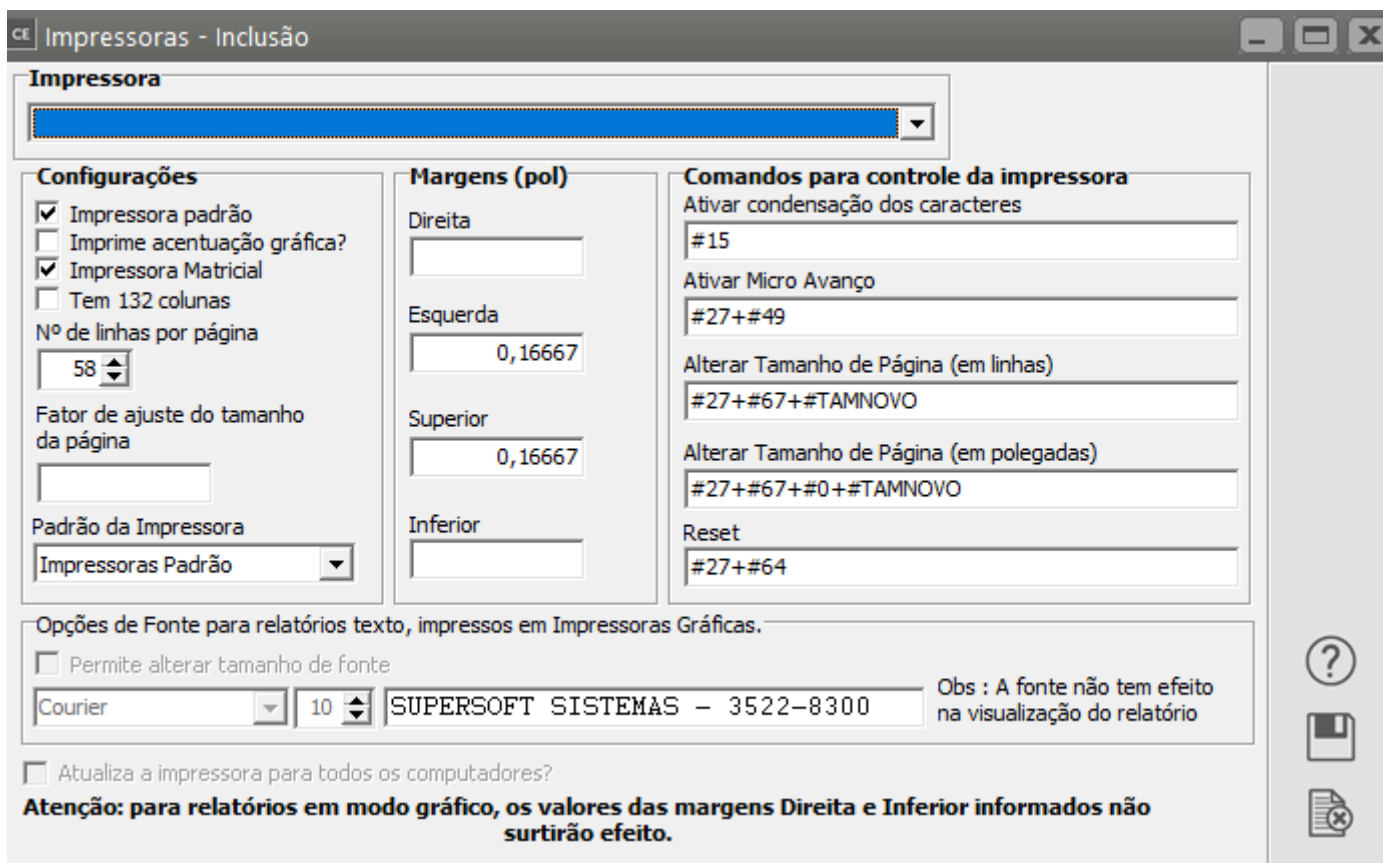 CE Impressoras - Inclusão
Impressora
Configurações
Impressora padrão
Imprime acentuação gráfica?
Impressora Matricial
Tem 132 colunas
Nº de linhas por página
58
Fator de ajuste do tamanho
da página
Padrão da Impressora
Impressoras Padrão
Margens (pol)
Direita
Esquerda
0,16667
Superior
0,16667
Inferior
Comandos para controle da impressora
Ativar condensação dos caracteres
#15
Ativar Micro Avanço
#27+#49
Alterar Tamanho de Página (em linhas)
#27+#67+#TAMNOVO
Alterar Tamanho de Página (em polegadas)
#27+#67+#0+#TAMNOVO
Reset
#27+#64
Opções de Fonte para relatórios texto, impressos em Impressoras Gráficas.
Permite alterar tamanho de fonte
Courier 10 SUPERSOFT SISTEMAS - 3522-8300
Obs : A fonte não tem efeito
na visualização do relatório
Atualiza a impressora para todos os computadores?
Atenção: para relatórios em modo gráfico, os valores das margens Direita e Inferior informados não
surtirão efeito.